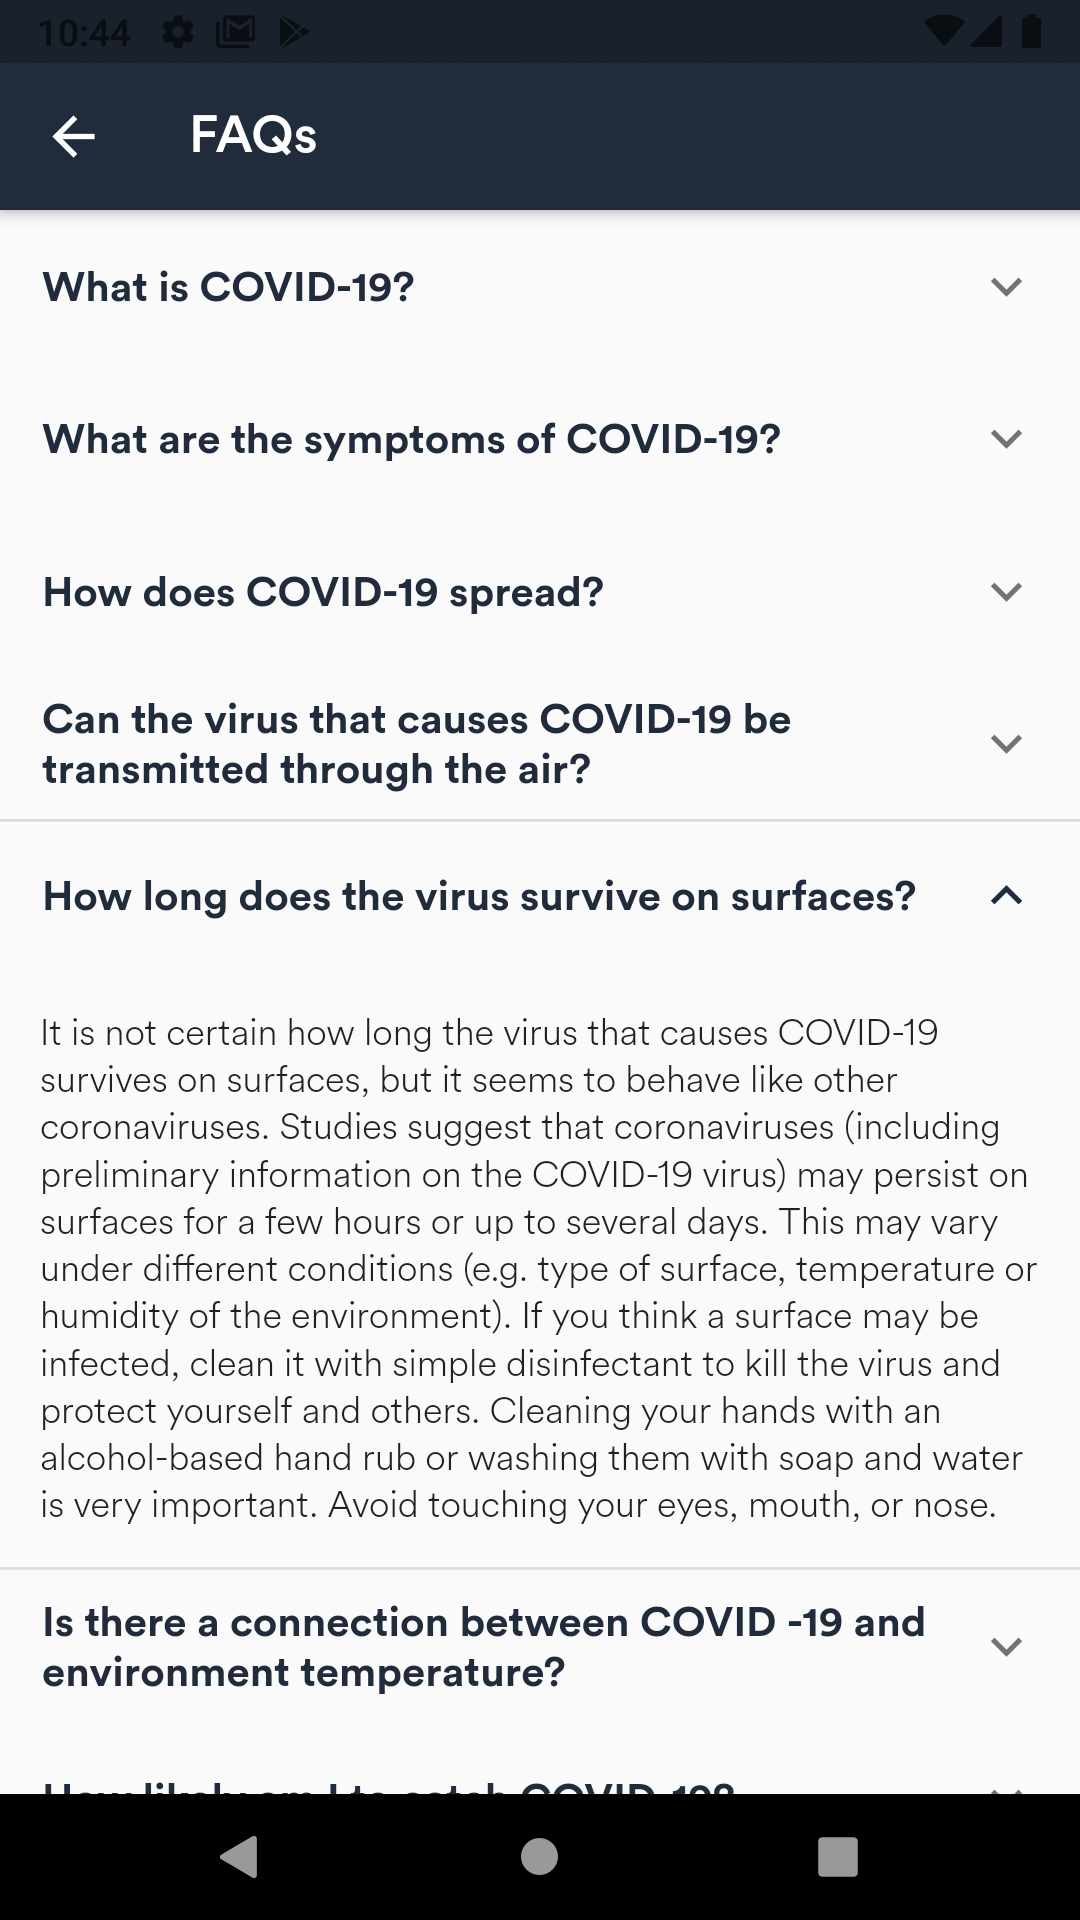 10:44
FAQs
What is COVID-19?
What are the symptoms of COVID-19?
How does COVID-19 spread?
Can the virus that causes COVID-19 be
transmitted through the air?
How long does the virus survive on surfaces?
It is not certain how long the virus that causes COVID-19
survives on surfaces, but it seems to behave like other
coronaviruses. Studies suggest that coronaviruses (including
preliminary information on the COVID-19 virus) may persist on
surfaces for a few hours or up to several days. This may vary
under different conditions (e.g. type of surface, temperature or
humidity of the environment). If you think a surface may be
infected, clean it with simple disinfectant to kill the virus and
protect yourself and others. Cleaning your hands with an
alcohol-based hand rub or washing them with soap and water
is very important. Avoid touching your eyes, mouth, or nose.
Is there a connection between COVID -19 and
environment temperature?
How likely am I to catch COVID-19?